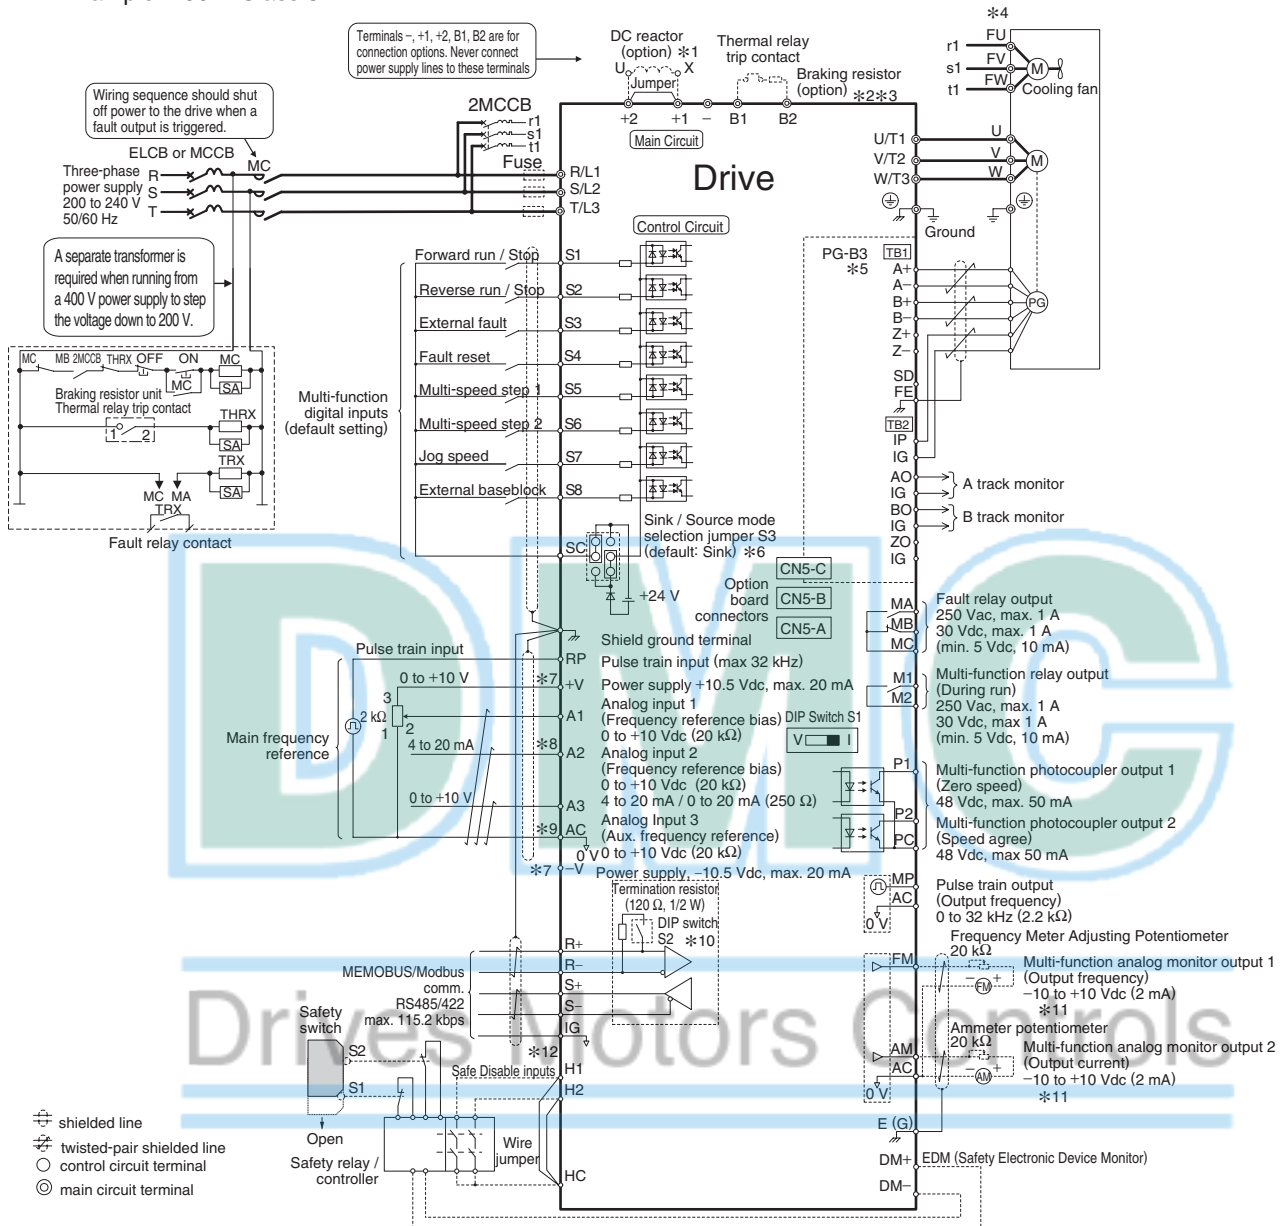 *4
Terminals –, +1, +2, B1, B2 are for
connection options. Never connect
power supply lines to these terminals
DC reactor
(option) *1
U X
Jumper
Thermal relay
trip contact
Braking resistor
(option) *2*3
+2 +1 – B1 B2
Main Circuit
r1 FU
s1 FV
t1 FW
M
Cooling fan
Wiring sequence should shut
off power to the drive when a
fault output is triggered.
2MCCB
r1
s1
t1
Fuse
ELCB or MCCB
MC
Three-phase
power supply
200 to 240 V
50/60 Hz
R
S
T
R/L1
S/L2
T/L3
Drive
U/T1
V/T2
W/T3
U
V
W
M
Ground
A separate transformer is
required when running from
a 400 V power supply to step
the voltage down to 200 V.
Control Circuit
PG-B3
*5
TB1
A+
A–
B+
B–
Z+
Z–
PG
SD
FE
TB2
IP
IG
AO
IG
A track monitor
BO
IG
B track monitor
ZO
IG
MC MB 2MCCB THRX OFF ON MC
MC SA
Braking resistor unit
Thermal relay trip contact
1 2
THRX
SA
TRX
SA
MC MA
TRX
Fault relay contact
Multi-function
digital inputs
(default setting)
Forward run / Stop S1
Reverse run / Stop S2
External fault S3
Fault reset S4
Multi-speed step 1 S5
Multi-speed step 2 S6
Jog speed S7
External baseblock S8
SC
Sink / Source mode
selection jumper S3
(default: Sink) *6
+24 V
Option
board
connectors
CN5-C
CN5-B
CN5-A
MA
MB
MC
Fault relay output
250 Vac, max. 1 A
30 Vdc, max. 1 A
(min. 5 Vdc, 10 mA)
M1
M2
Multi-function relay output
(During run)
250 Vac, max. 1 A
30 Vdc, max 1 A
(min. 5 Vdc, 10 mA)
Shield ground terminal
Pulse train input
RP
Pulse train input (max 32 kHz)
0 to +10 V
*7 +V
Power supply +10.5 Vdc, max. 20 mA
Main frequency
reference
3
2 kΩ
2
1
A1
Analog input 1
(Frequency reference bias)
0 to +10 Vdc (20 kΩ)
DIP Switch S1
V I
4 to 20 mA
*8 A2
Analog input 2
(Frequency reference bias)
0 to +10 Vdc (20 kΩ)
4 to 20 mA / 0 to 20 mA (250 Ω)
0 to +10 V
A3
Analog Input 3
(Aux. frequency reference)
0 to +10 Vdc (20 kΩ)
*9 AC
0 V
*7 –V
Power supply, –10.5 Vdc, max. 20 mA
P1
Multi-function photocoupler output 1
(Zero speed)
48 Vdc, max. 50 mA
P2
Multi-function photocoupler output 2
(Speed agree)
48 Vdc, max 50 mA
PC
DMC
MP
AC
0 V
Pulse train output
(Output frequency)
0 to 32 kHz (2.2 kΩ)
Termination resistor
(120 Ω, 1/2 W)
DIP switch
S2 *10
MEMOBUS/Modbus
comm.
RS485/422
max. 115.2 kbps
R+
R–
S+
S–
IG
Frequency Meter Adjusting Potentiometer
20 kΩ
FM
– FM +
Multi-function analog monitor output 1
(Output frequency)
–10 to +10 Vdc (2 mA)
*11
Drives Motors Controls
Ammeter potentiometer
20 kΩ
AM
– AM +
AC
0 V
Multi-function analog monitor output 2
(Output current)
–10 to +10 Vdc (2 mA)
*11
Safety
switch
S2
S1
Open
*12
Safe Disable inputs
H1
H2
HC
Wire
jumper
Safety relay /
controller
E (G)
DM+
DM–
EDM (Safety Electronic Device Monitor)
shielded line
twisted-pair shielded line
control circuit terminal
main circuit terminal